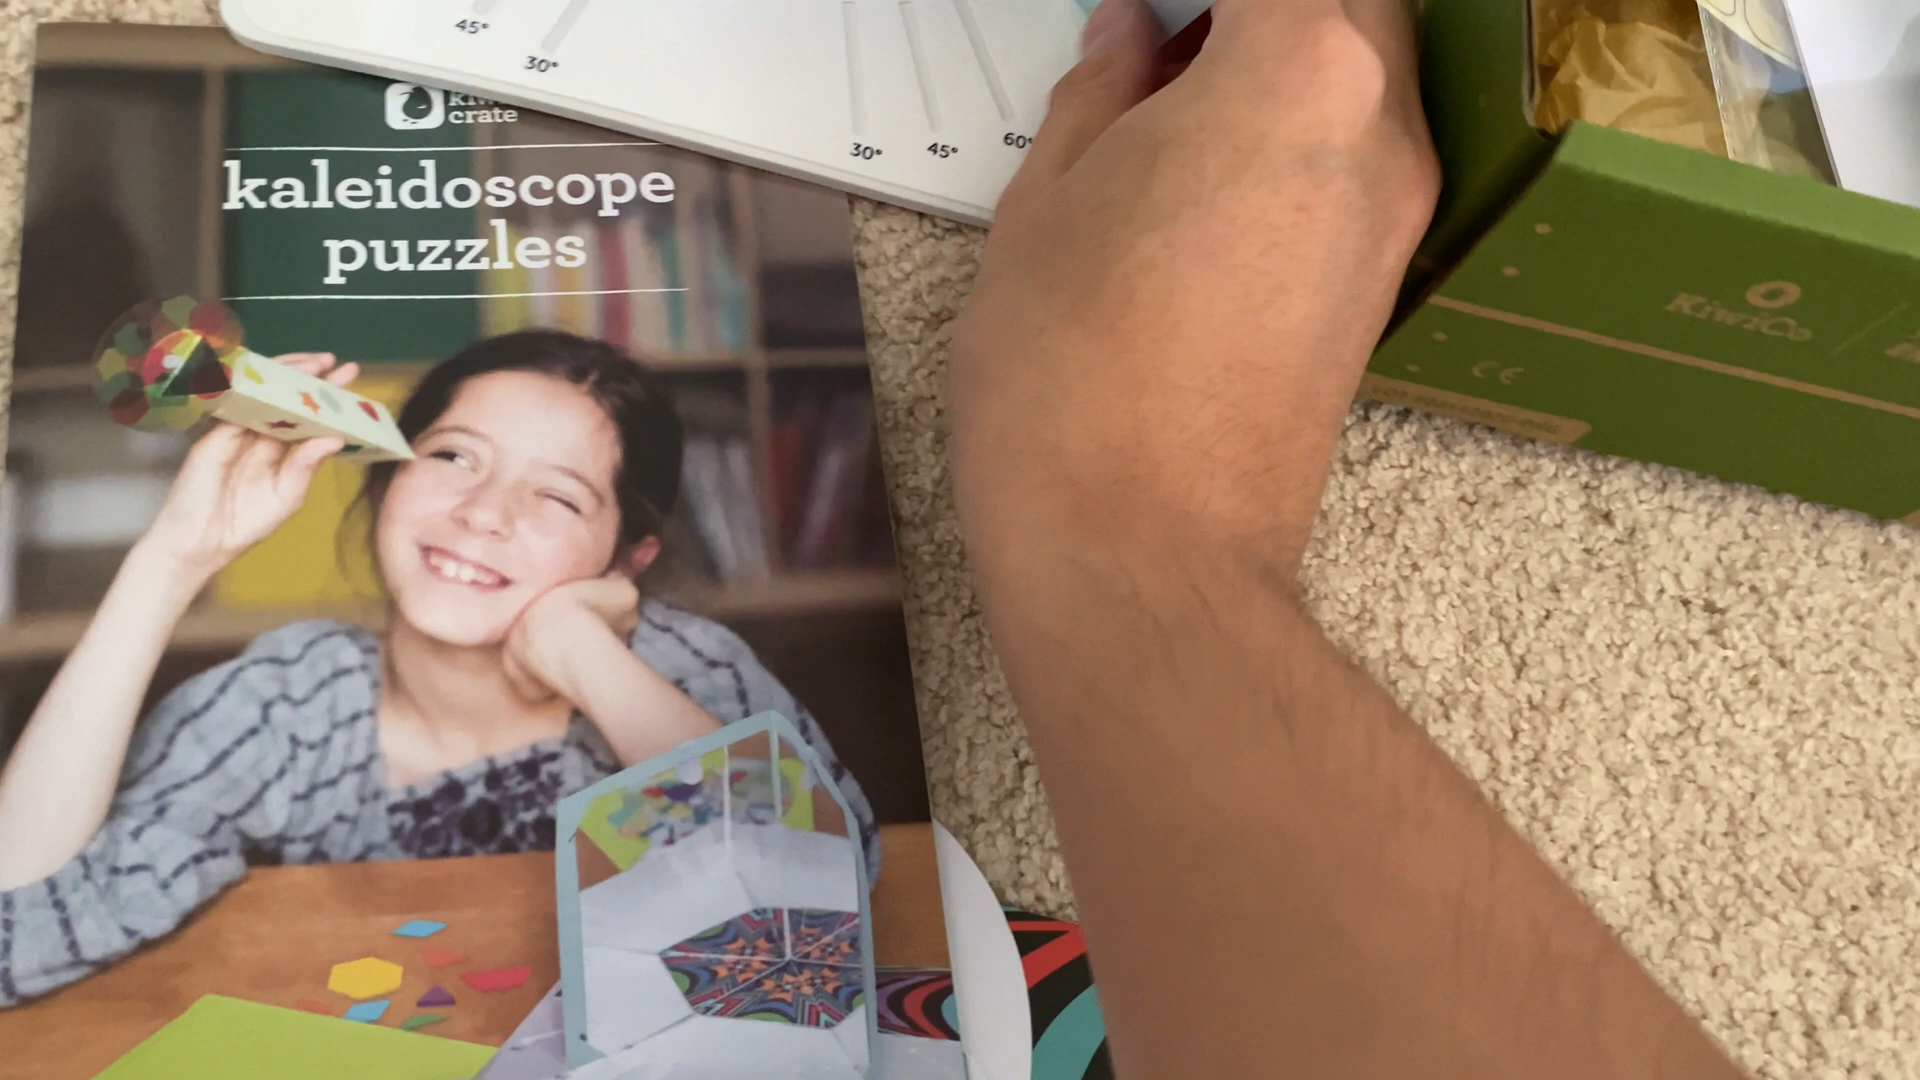 45°
30°
30°
45°
60°
kiwi
crate
kaleidoscope
puzzles
KiwiCo
CE